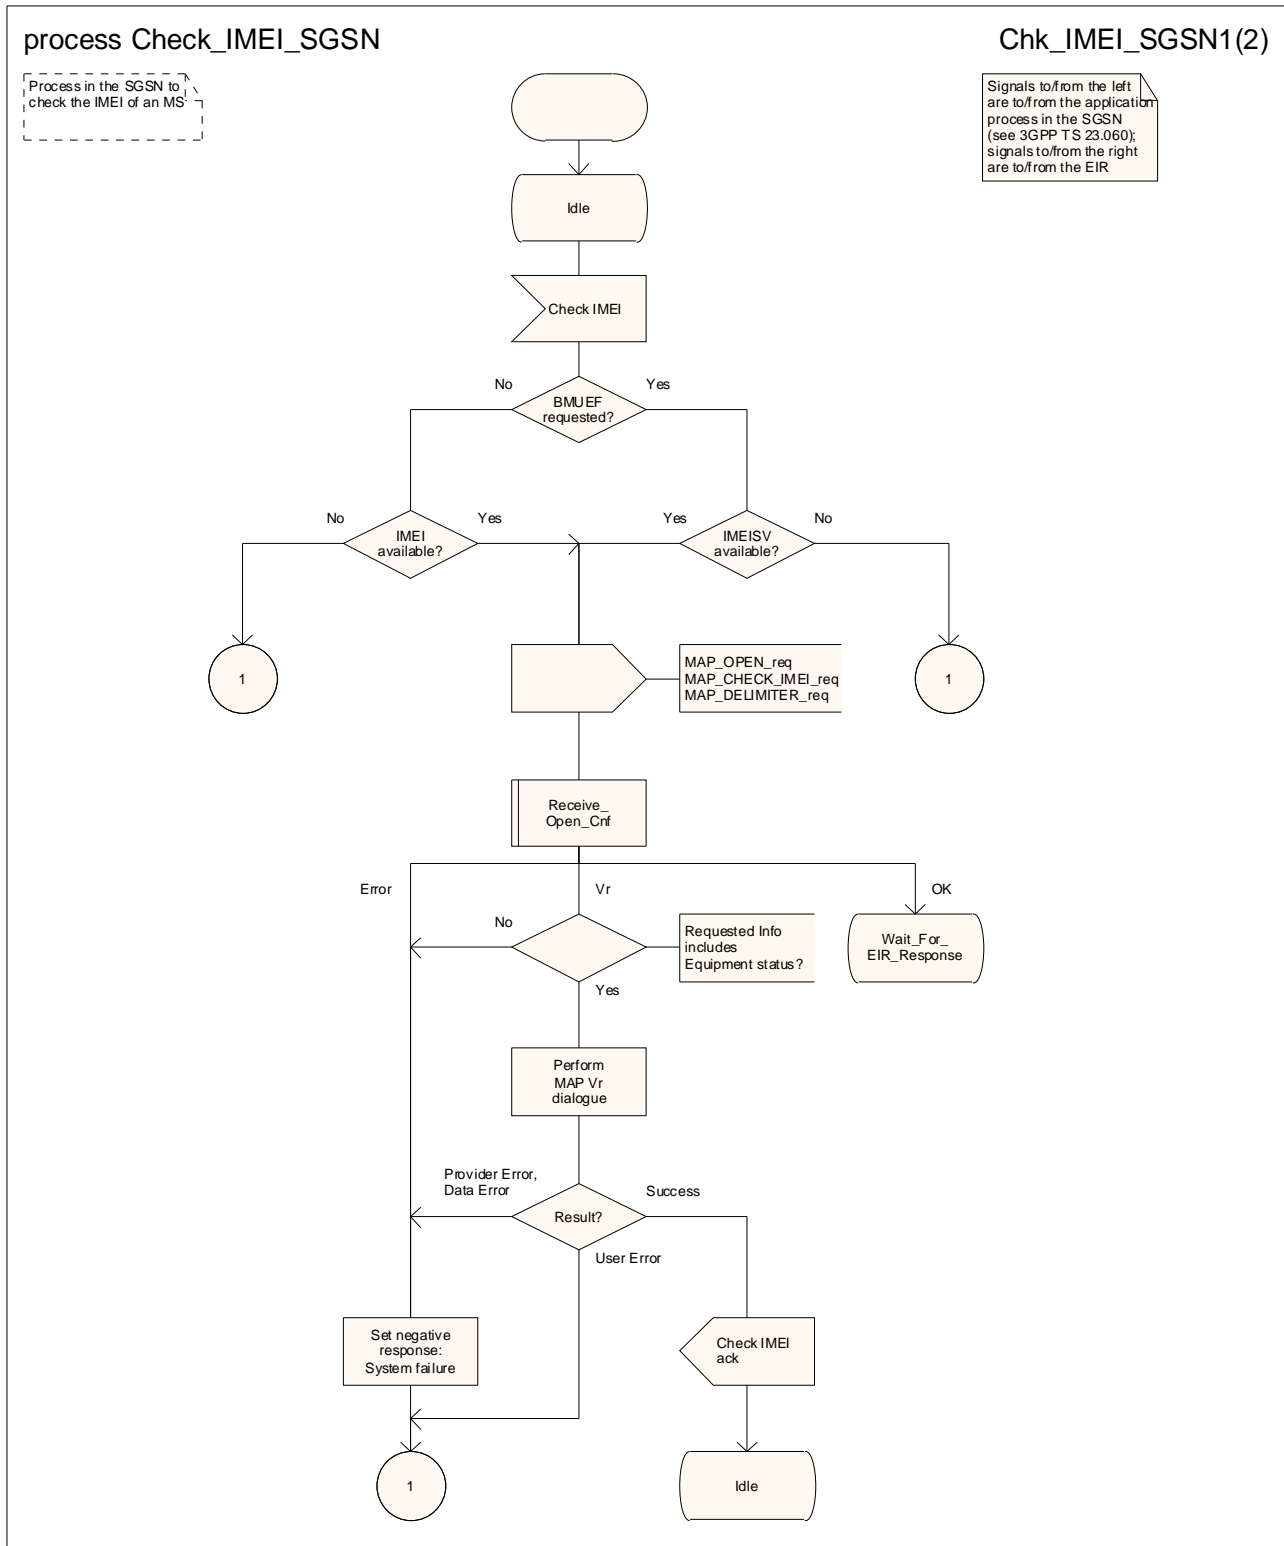 process Check_IMEI_SGSN
Chk_IMEI_SGSN1(2)
Process in the SGSN to
check the IMEI of an MS
Signals to/from the left
are to/from the application
process in the SGSN
(see 3GPP TS 23.060);
signals to/from the right
are to/from the EIR
Idle
Check IMEI
No
Yes
BMUEF
requested?
No
Yes
Yes
No
IMEI
available?
IMEISV
available?
1
MAP_OPEN_req
MAP_CHECK_IMEI_req
MAP_DELIMITER_req
1
Receive_
Open_Cnf
Error
Vr
OK
No
Requested Info
includes
Equipment status?
Wait_For_
EIR_Response
Yes
Perform
MAP Vr
dialogue
Provider Error,
Data Error
Success
Result?
User Error
Set negative
response:
System failure
Check IMEI
ack
1
Idle